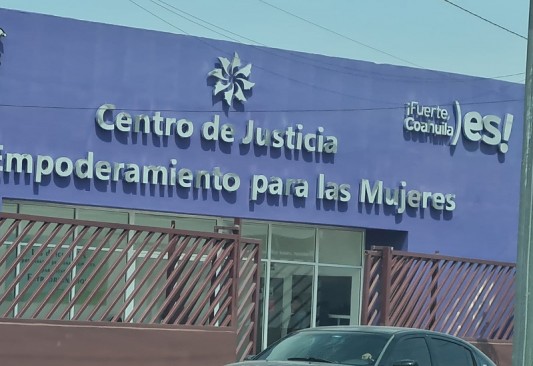 Centro de Justicia
Empoderamiento para las Mujeres
¡Fuerte,
Coahuila
es!